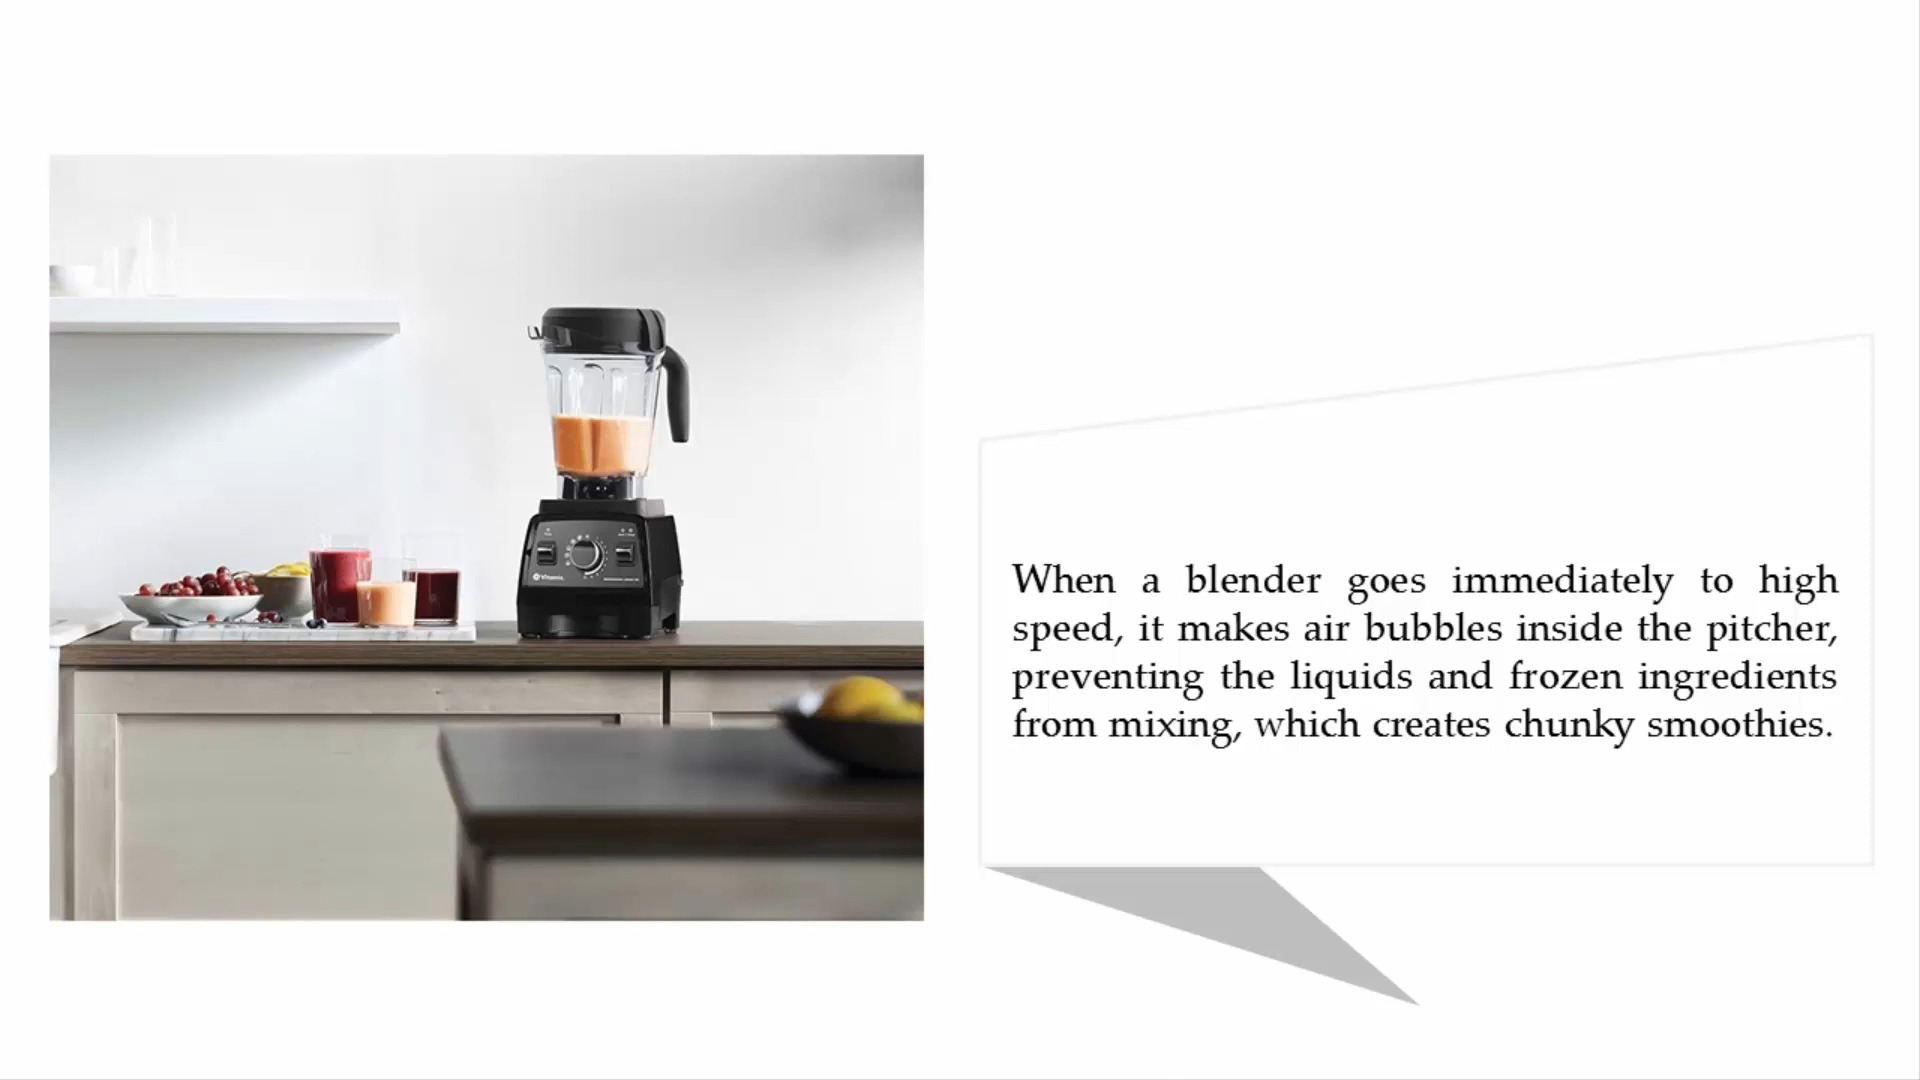 When a blender goes immediately to high
speed, it makes air bubbles inside the pitcher,
preventing the liquids and frozen ingredients
from mixing, which creates chunky smoothies.
Vitamix